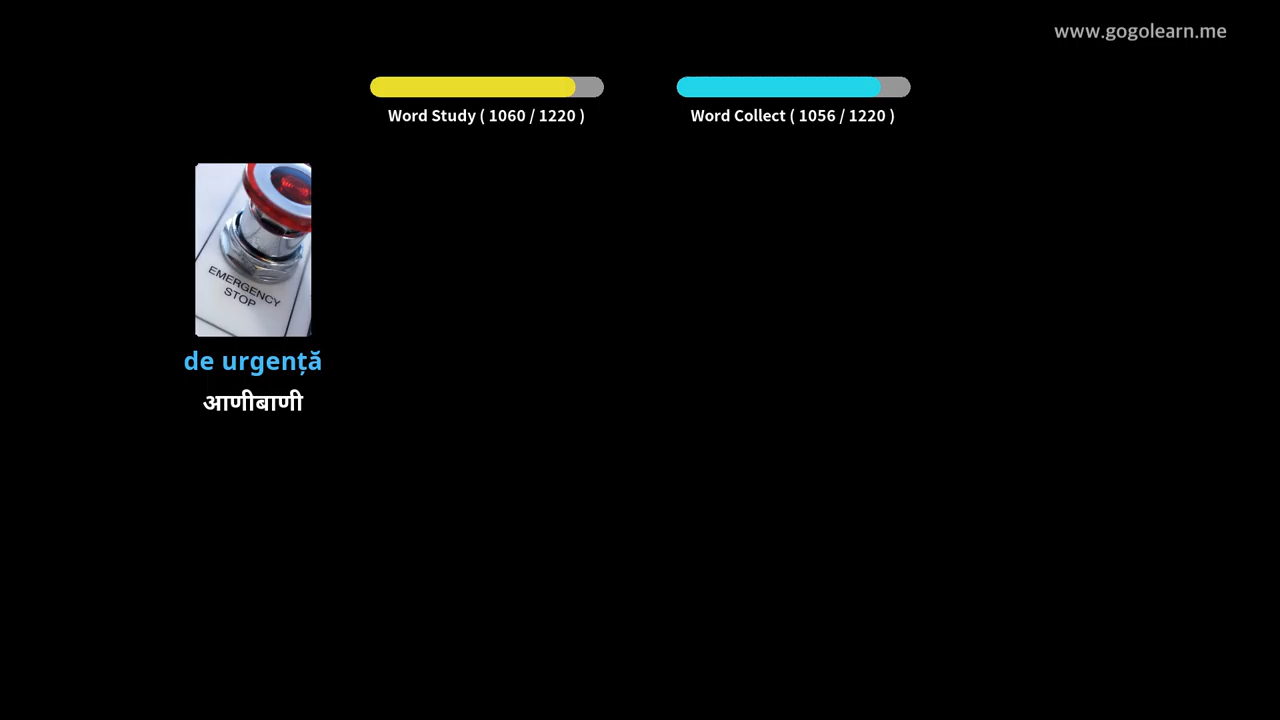 www.gogolearn.me
Word Study ( 1060 / 1220 )
Word Collect ( 1056 / 1220 )
EMERGENCY
STOP
de urgență
आणीबाणी